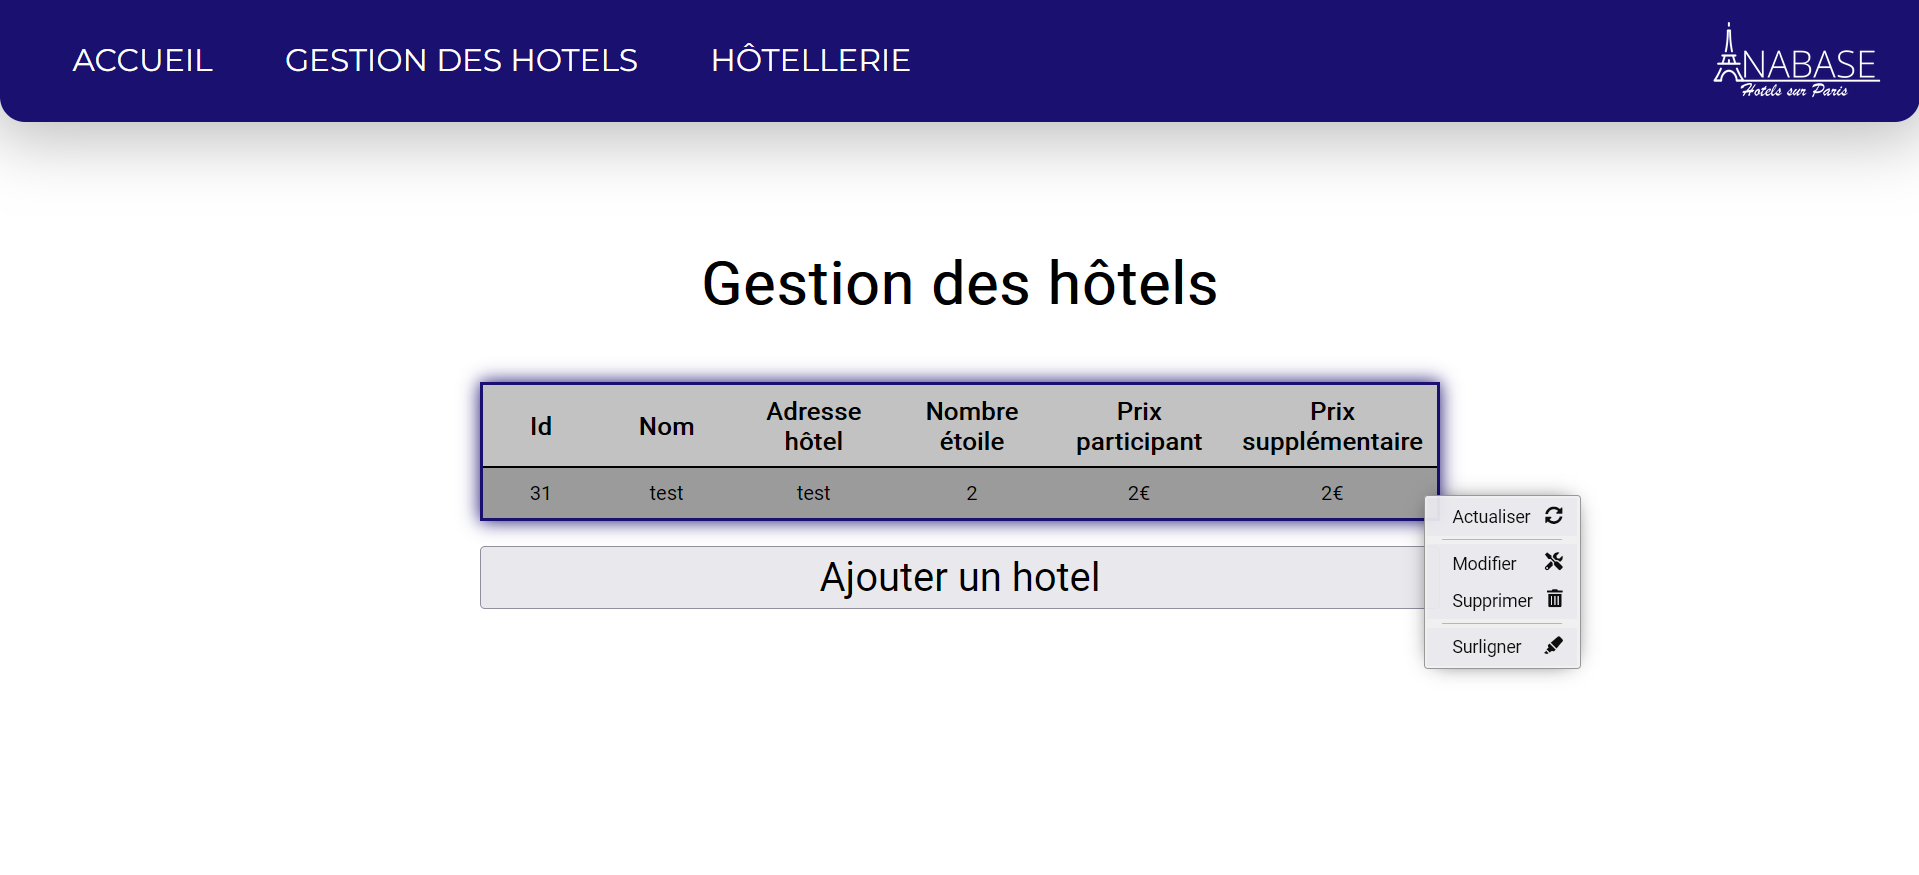 ACCUEIL GESTION DES HOTELS HÔTELLERIE
NABASE
Hotels sur Paris
Gestion des hôtels
Id Nom Adresse hôtel Nombre étoile Prix participant Prix supplémentaire
31 test test 2 2€ 2€
Actualiser
Modifier
Supprimer
Surligner
Ajouter un hotel